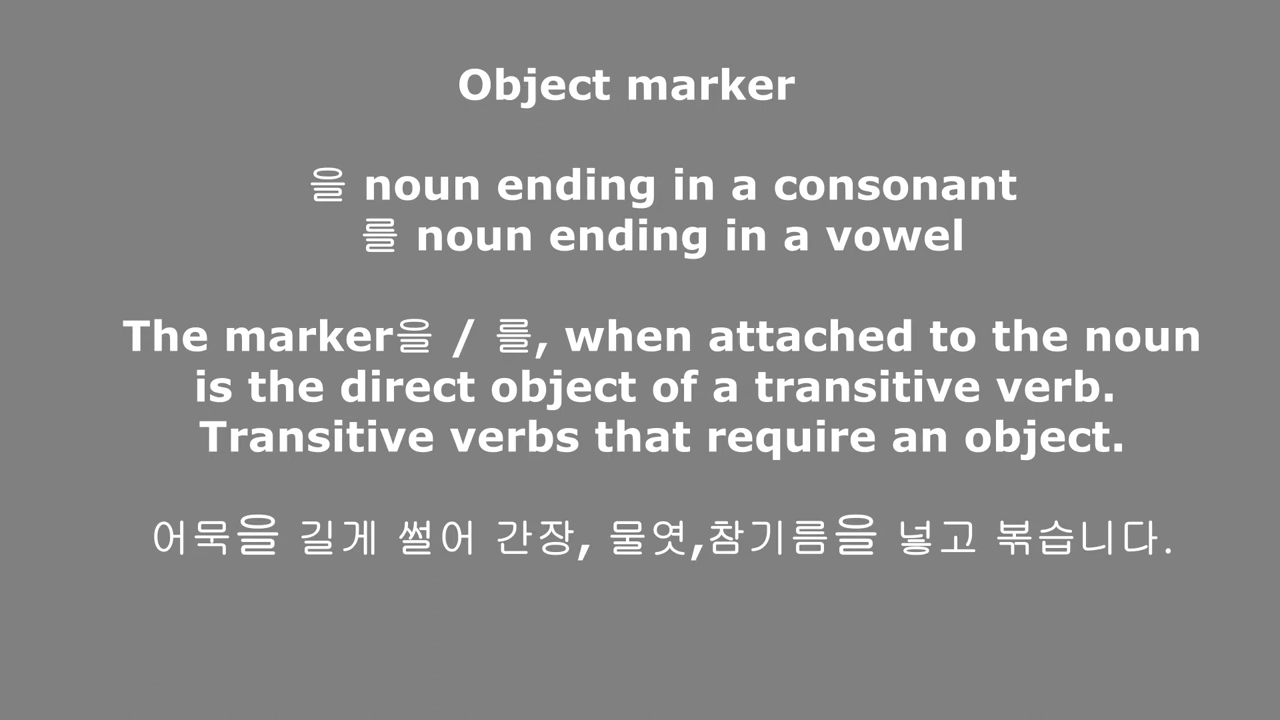 Object marker
을 noun ending in a consonant
를 noun ending in a vowel
The marker을 / 를, when attached to the noun
is the direct object of a transitive verb.
Transitive verbs that require an object.
어묵을 길게 썰어 간장, 물엿,참기름을 넣고 볶습니다.